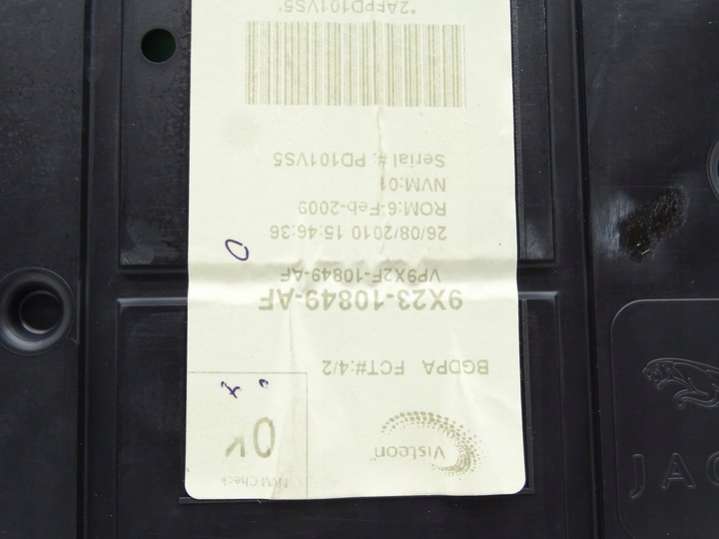 Visteon
OK
BGDPA FCT#:4/2
9X23-10849-AF
VP9X2F-10849-AF
26/08/2010 15:46:36
ROM:6-Feb-2009
NVM:01
Serial #: PD101VS5
*2AFPD101VS5*
JAG